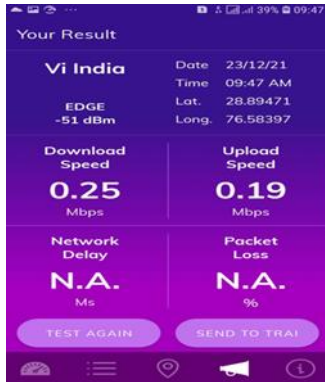 39% 09:47
Your Result
Vi India
EDGE
-51 dBm
Date 23/12/21
Time 09:47 AM
Lat. 28.89471
Long. 76.58397
Download
Speed
0.25
Mbps
Upload
Speed
0.19
Mbps
Network
Delay
N.A.
Ms
Packet
Loss
N.A.
%
TEST AGAIN
SEND TO TRAI